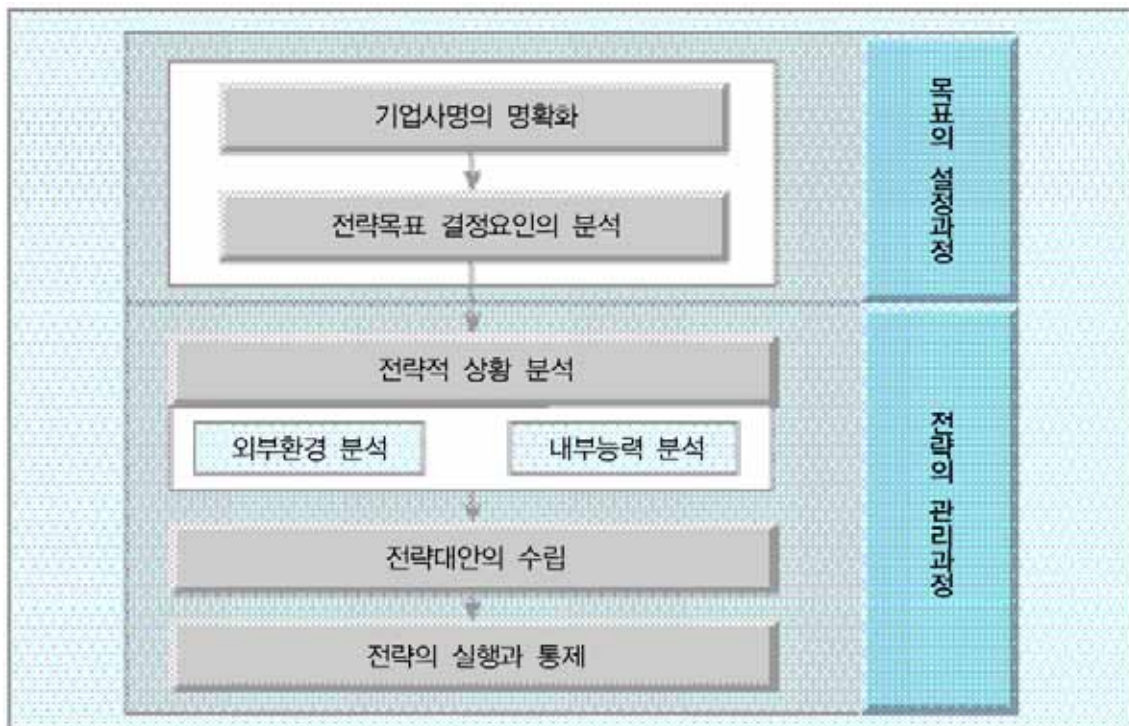 기업사명의 명확화
전략목표 결정요인의 분석
목표의 설정과정
전략적 상황 분석
외부환경 분석
내부능력 분석
전략대안의 수립
전략의 실행과 통제
전략의 관리과정